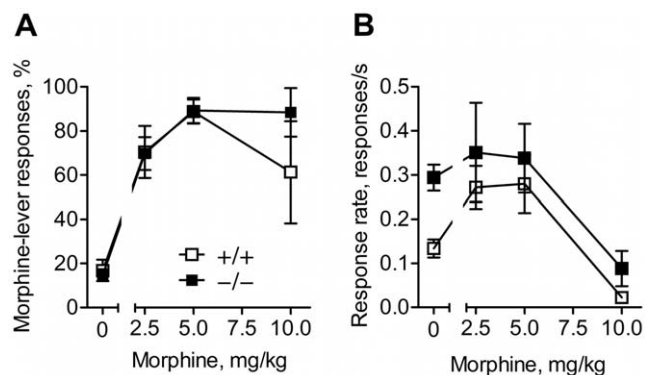 A
Morphine-lever responses, %
100
80
60
40
20
0
+/+
−/−
0 2.5 5.0 7.5 10.0
Morphine, mg/kg
B
Response rate, responses/s
0.5
0.4
0.3
0.2
0.1
0.0
0 2.5 5.0 7.5 10.0
Morphine, mg/kg